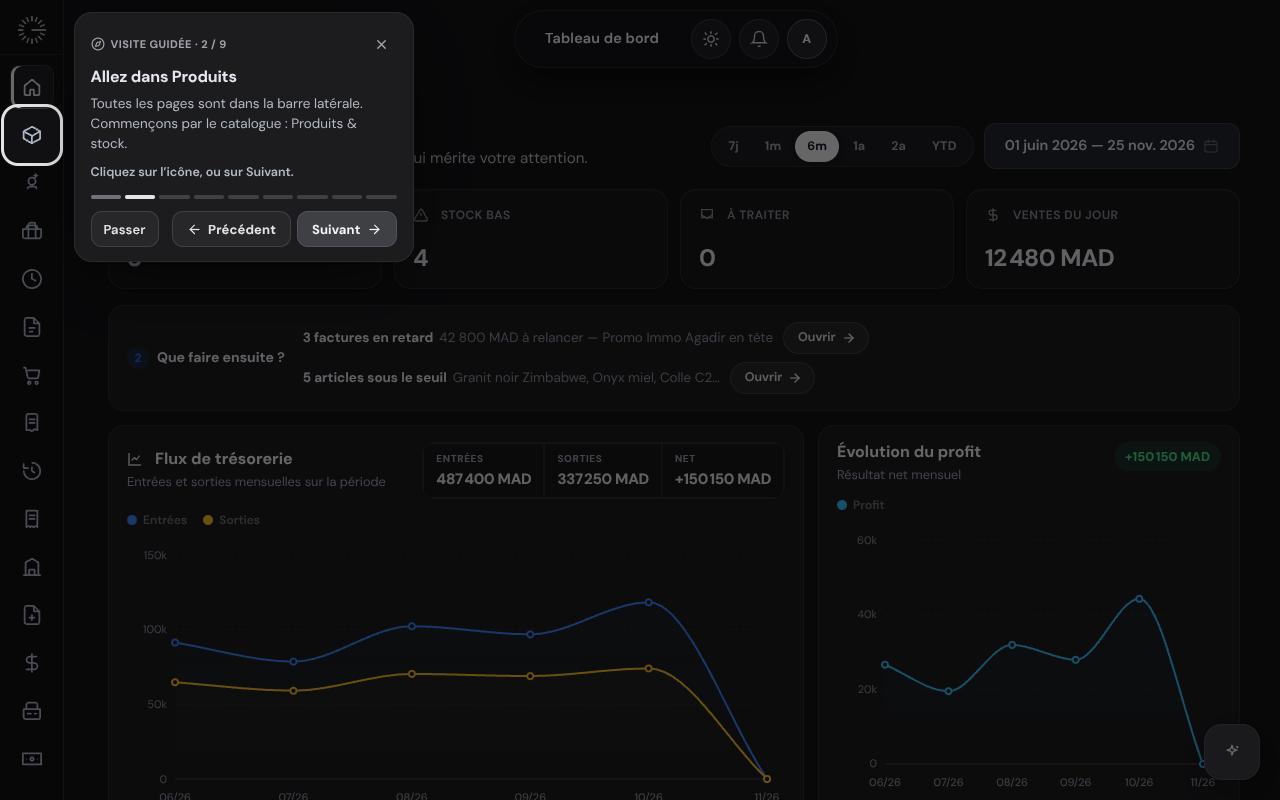 VISITE GUIDÉE · 2 / 9
Allez dans Produits
Toutes les pages sont dans la barre latérale.
Commençons par le catalogue : Produits &
stock.
Cliquez sur l’icône, ou sur Suivant.
Passer
Précédent
Suivant
Tableau de bord
A
ui mérite votre attention.
7j
1m
6m
1a
2a
YTD
01 juin 2026 — 25 nov. 2026
STOCK BAS
4
À TRAITER
0
VENTES DU JOUR
12 480 MAD
2
Que faire ensuite ?
3 factures en retard 42 800 MAD à relancer — Promo Immo Agadir en tête
Ouvrir
5 articles sous le seuil Granit noir Zimbabwe, Onyx miel, Colle C2...
Ouvrir
Flux de trésorerie
Entrées et sorties mensuelles sur la période
ENTRÉES
487 400 MAD
SORTIES
337 250 MAD
NET
+150 150 MAD
Entrées
Sorties
150k
100k
50k
0
06/26
07/26
08/26
09/26
10/26
11/26
Évolution du profit
Résultat net mensuel
+150 150 MAD
Profit
60k
40k
20k
0
06/26
07/26
08/26
09/26
10/26
11/26